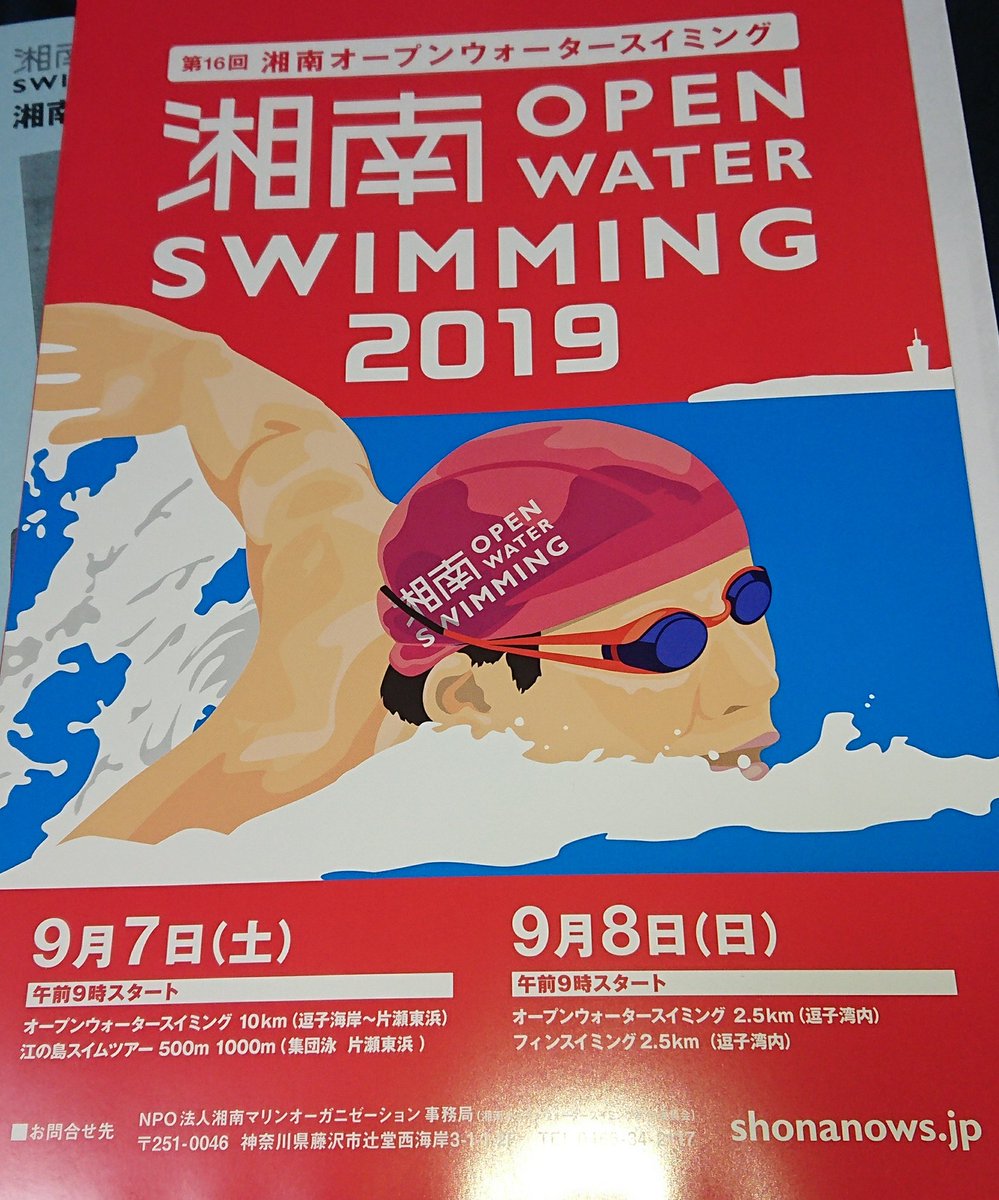 第16回 湘南オープンウォータースイミング
湘南 OPEN
WATER
SWIMMING
2019
湘南 OPEN
WATER
SWIMMING
9月7日(土)
午前9時スタート
オープンウォータースイミング 10km(逗子海岸~片瀬東浜)
江の島スイムツアー 500m 1000m(集団泳 片瀬東浜 )
9月8日(日)
午前9時スタート
オープンウォータースイミング 2.5km(逗子湾内)
フィンスイミング2.5km (逗子湾内)
■お問合せ先
NPO法人湘南マリンオーガニゼーション 事務局
〒251-0046 神奈川県藤沢市辻堂西海岸
shonanows.jp